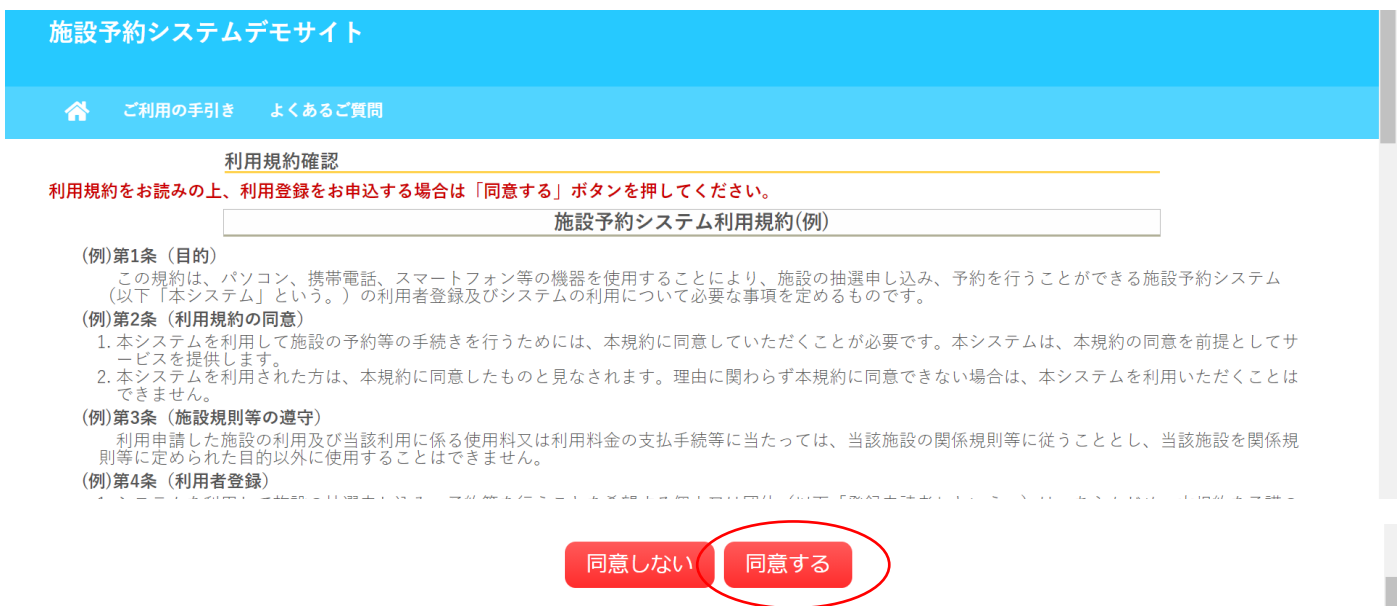 施設予約システムデモサイト
ご利用の手引き よくあるご質問
利用規約確認
利用規約をお読みの上、利用登録をお申込する場合は「同意する」ボタンを押してください。
施設予約システム利用規約(例)
(例)第1条（目的）
この規約は、パソコン、携帯電話、スマートフォン等の機器を使用することにより、施設の抽選申し込み、予約を行うことができる施設予約システム
（以下「本システム」という。）の利用者登録及びシステムの利用について必要な事項を定めるものです。
(例)第2条（利用規約の同意）
1. 本システムを利用して施設の予約等の手続きを行うためには、本規約に同意していただくことが必要です。本システムは、本規約の同意を前提としてサ
ービスを提供します。
2. 本システムを利用された方は、本規約に同意したものと見なされます。理由に関わらず本規約に同意できない場合は、本システムを利用いただくことは
できません。
(例)第3条（施設規則等の遵守）
利用申請した施設の利用及び当該利用に係る使用料又は利用料金の支払手続等に当たっては、当該施設の関係規則等に従うこととし、当該施設を関係規
則等に定められた目的以外に使用することはできません。
(例)第4条（利用者登録）
同意しない 同意する